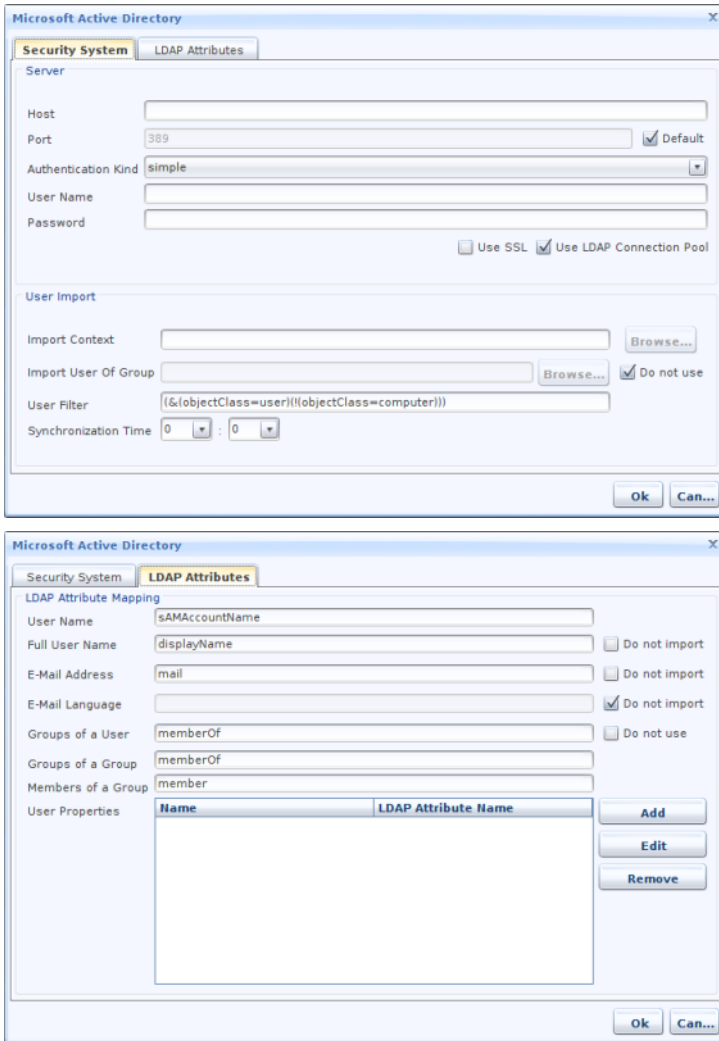 Microsoft Active Directory x
Security System LDAP Attributes
Server
Host
Port 389 Default
Authentication Kind simple
User Name
Password
Use SSL Use LDAP Connection Pool
User Import
Import Context Browse...
Import User Of Group Browse... Do not use
User Filter (&(objectClass=user)(!(objectClass=computer)))
Synchronization Time 0 : 0
Ok Can...
Microsoft Active Directory x
Security System LDAP Attributes
LDAP Attribute Mapping
User Name sAMAccountName
Full User Name displayName Do not import
E-Mail Address mail Do not import
E-Mail Language Do not import
Groups of a User memberOf Do not use
Groups of a Group memberOf
Members of a Group member
User Properties Name LDAP Attribute Name Add
Edit
Remove
Ok Can...